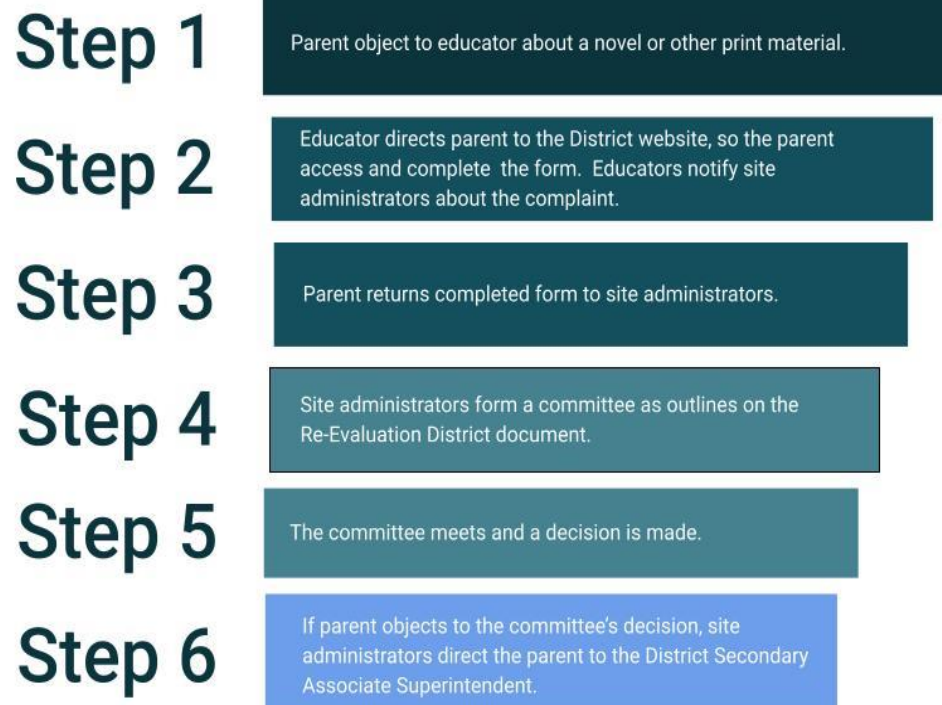 Step 1
Parent object to educator about a novel or other print material.
Step 2
Educator directs parent to the District website, so the parent
access and complete the form. Educators notify site
administrators about the complaint.
Step 3
Parent returns completed form to site administrators.
Step 4
Site administrators form a committee as outlines on the
Re-Evaluation District document.
Step 5
The committee meets and a decision is made.
Step 6
If parent objects to the committee's decision, site
administrators direct the parent to the District Secondary
Associate Superintendent.